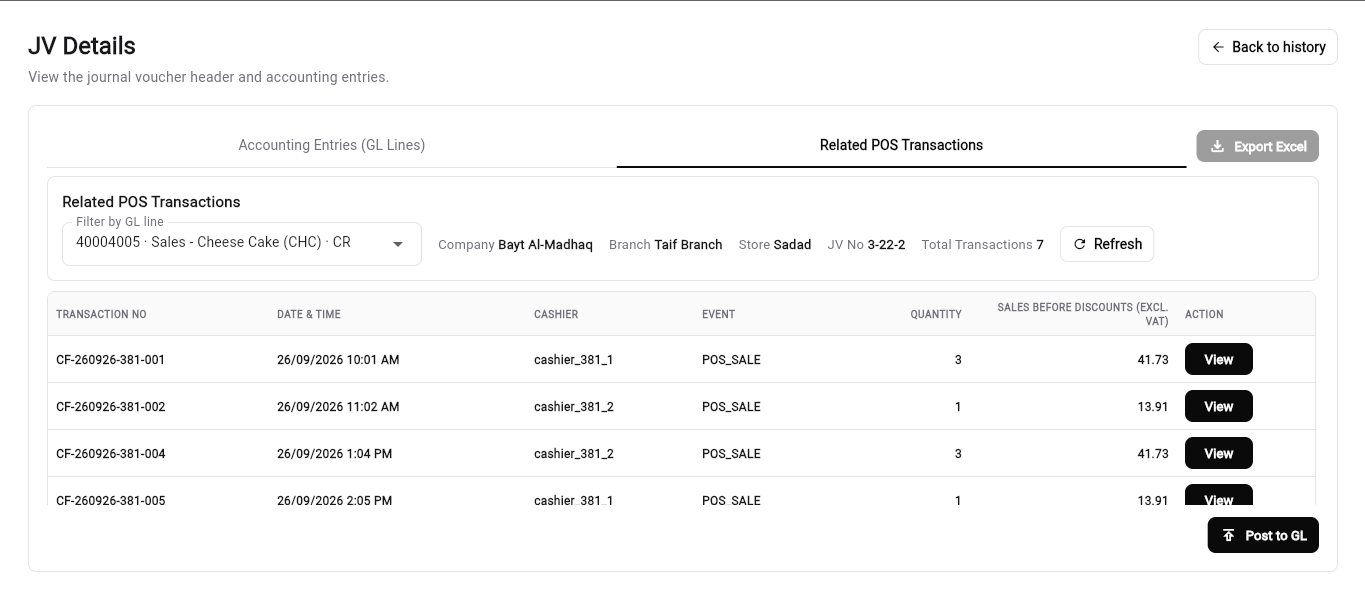 JV Details
← Back to history
View the journal voucher header and accounting entries.
Accounting Entries (GL Lines)
Related POS Transactions
Export Excel
Related POS Transactions
Filter by GL line
40004005 · Sales - Cheese Cake (CHC) · CR
Company Bayt Al-Madhaq Branch Taif Branch Store Sadad JV No 3-22-2 Total Transactions 7
Refresh
TRANSACTION NO DATE & TIME CASHIER EVENT QUANTITY SALES BEFORE DISCOUNTS (EXCL.
VAT) ACTION
CF-260926-381-001 26/09/2026 10:01 AM cashier_381_1 POS_SALE 3 41.73 View
CF-260926-381-002 26/09/2026 11:02 AM cashier_381_2 POS_SALE 1 13.91 View
CF-260926-381-004 26/09/2026 1:04 PM cashier_381_2 POS_SALE 3 41.73 View
CF-260926-381-005 26/09/2026 2:05 PM cashier_381_1 POS_SALE 1 13.91 View
Post to GL